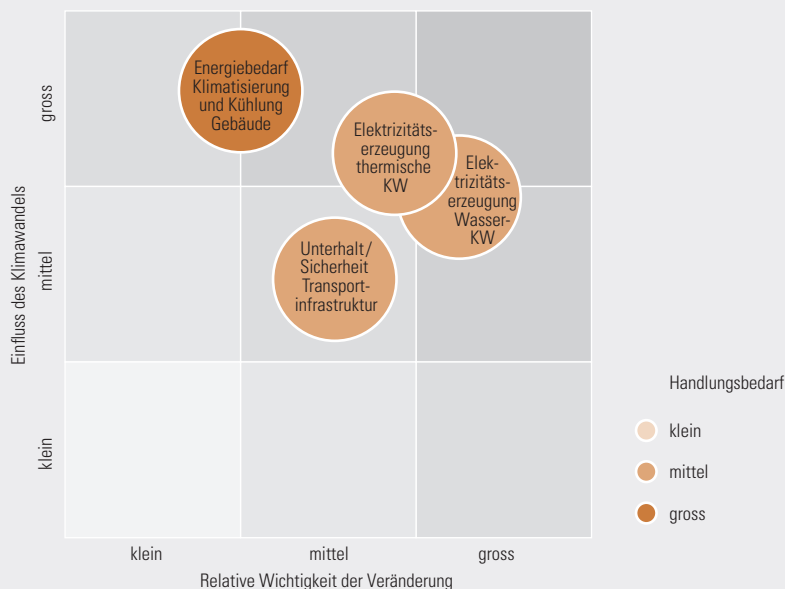 Einfluss des Klimawandels
gross
mittel
klein
Energiebedarf
Klimatisierung
und Kühlung
Gebäude
Elektrizitäts-
erzeugung
thermische
KW
Elek-
trizitäts-
erzeugung
Wasser-
KW
Unterhalt/
Sicherheit
Transport-
infrastruktur
klein
mittel
gross
Relative Wichtigkeit der Veränderung
Handlungsbedarf
klein
mittel
gross